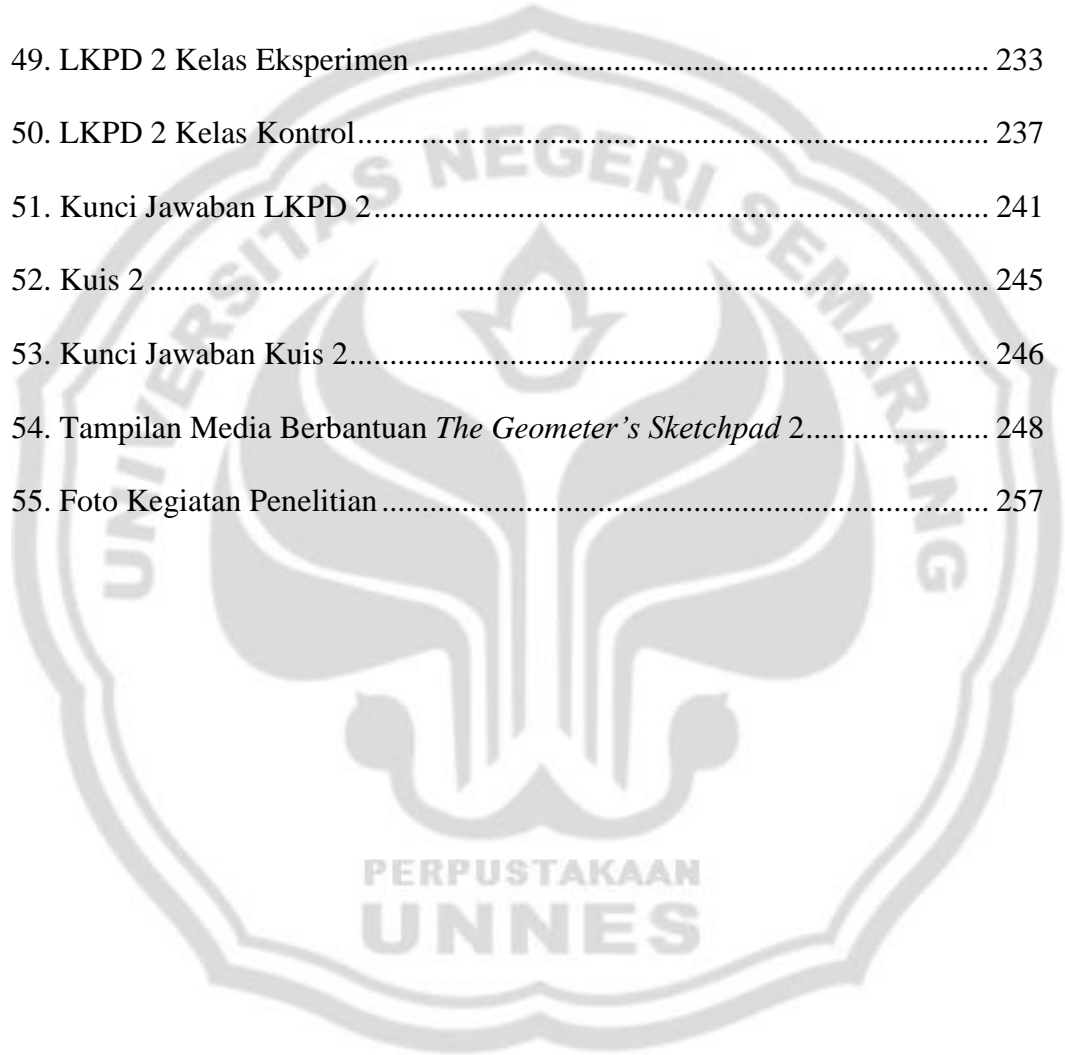 49. LKPD 2 Kelas Eksperimen ...................................................................... 233
50. LKPD 2 Kelas Kontrol ............................................................................. 237
51. Kunci Jawaban LKPD 2 ........................................................................... 241
52. Kuis 2 ...................................................................................................... 245
53. Kunci Jawaban Kuis 2 .............................................................................. 246
54. Tampilan Media Berbantuan The Geometer’s Sketchpad 2 ...................... 248
55. Foto Kegiatan Penelitian .......................................................................... 257
UNIVERSITAS NEGERI SEMARANG
PERPUSTAKAAN
UNNES